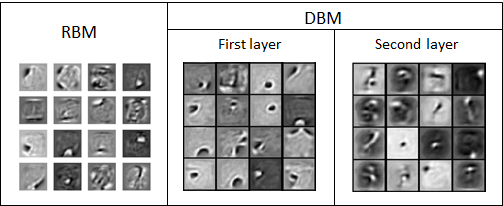 RBM
DBM
First layer
Second layer